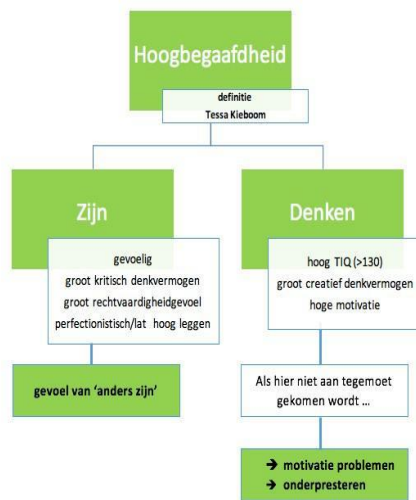 Hoogbegaafdheid
definitie
Tessa Kieboom
Zijn
gevoelig
groot kritisch denkvermogen
groot rechtvaardigheidgevoel
perfectionistisch/lat hoog leggen
gevoel van ‘anders zijn’
Denken
hoog TIQ (>130)
groot creatief denkvermogen
hoge motivatie
Als hier niet aan tegemoet
gekomen wordt ...
→ motivatie problemen
→ onderpresteren